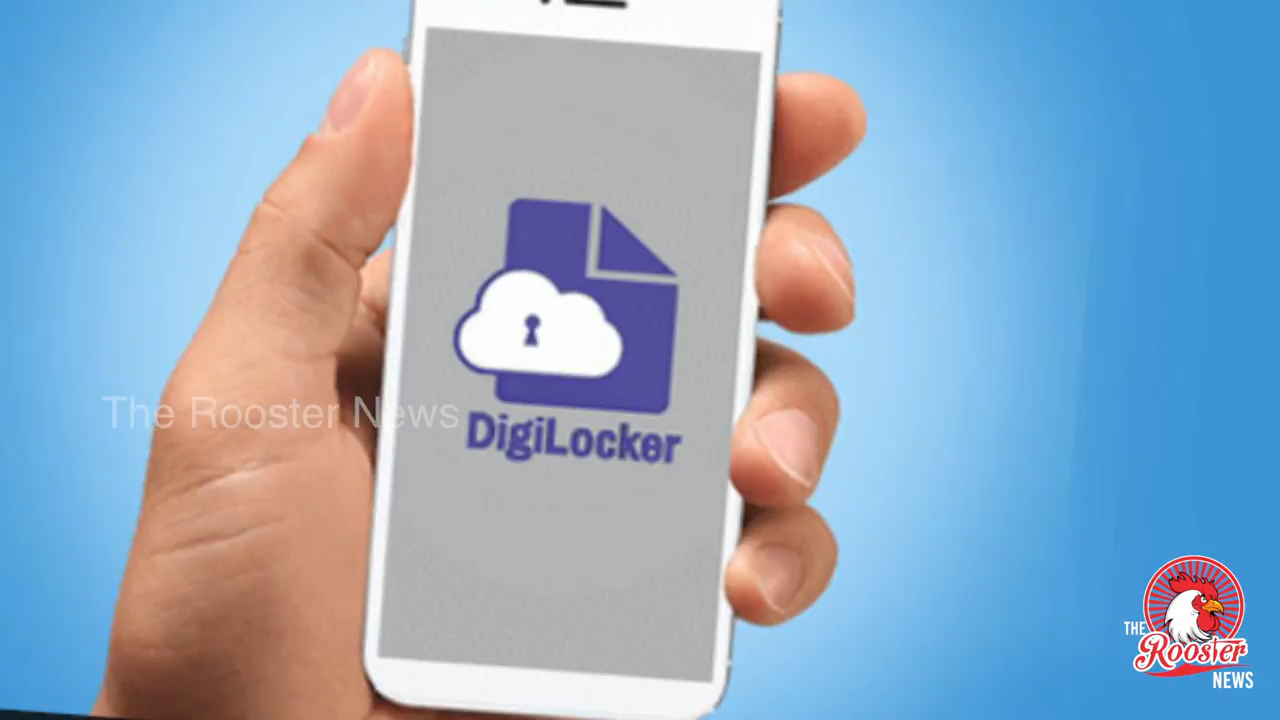 The Rooster News
DigiLocker
THE
Rooster
NEWS